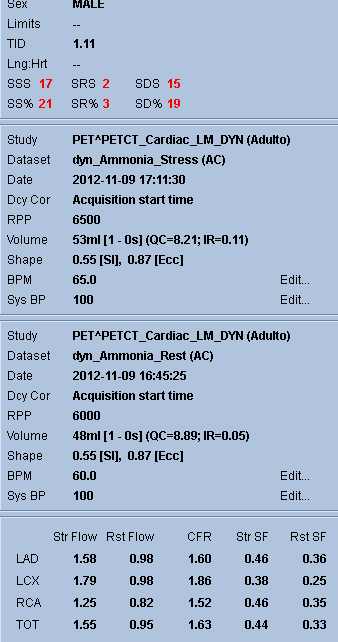 Sex MALE
Limits --
TID 1.11
Lng:Hrt --
SSS 17 SRS 2 SDS 15
SS% 21 SR% 3 SD% 19
Study PET^PETCT_Cardiac_LM_DYN (Adulto)
Dataset dyn_Ammonia_Stress (AC)
Date 2012-11-09 17:11:30
Dcy Cor Acquisition start time
RPP 6500
Volume 53ml [1 - 0s] (QC=8.21; IR=0.11)
Shape 0.55 [SI], 0.87 [Ecc]
BPM 65.0 Edit...
Sys BP 100 Edit...
Study PET^PETCT_Cardiac_LM_DYN (Adulto)
Dataset dyn_Ammonia_Rest (AC)
Date 2012-11-09 16:45:25
Dcy Cor Acquisition start time
RPP 6000
Volume 48ml [1 - 0s] (QC=8.89; IR=0.05)
Shape 0.55 [SI], 0.87 [Ecc]
BPM 60.0 Edit...
Sys BP 100 Edit...
Str Flow Rst Flow CFR Str SF Rst SF
LAD 1.58 0.98 1.60 0.46 0.36
LCX 1.79 0.98 1.86 0.38 0.25
RCA 1.25 0.82 1.52 0.46 0.35
TOT 1.55 0.95 1.63 0.44 0.33